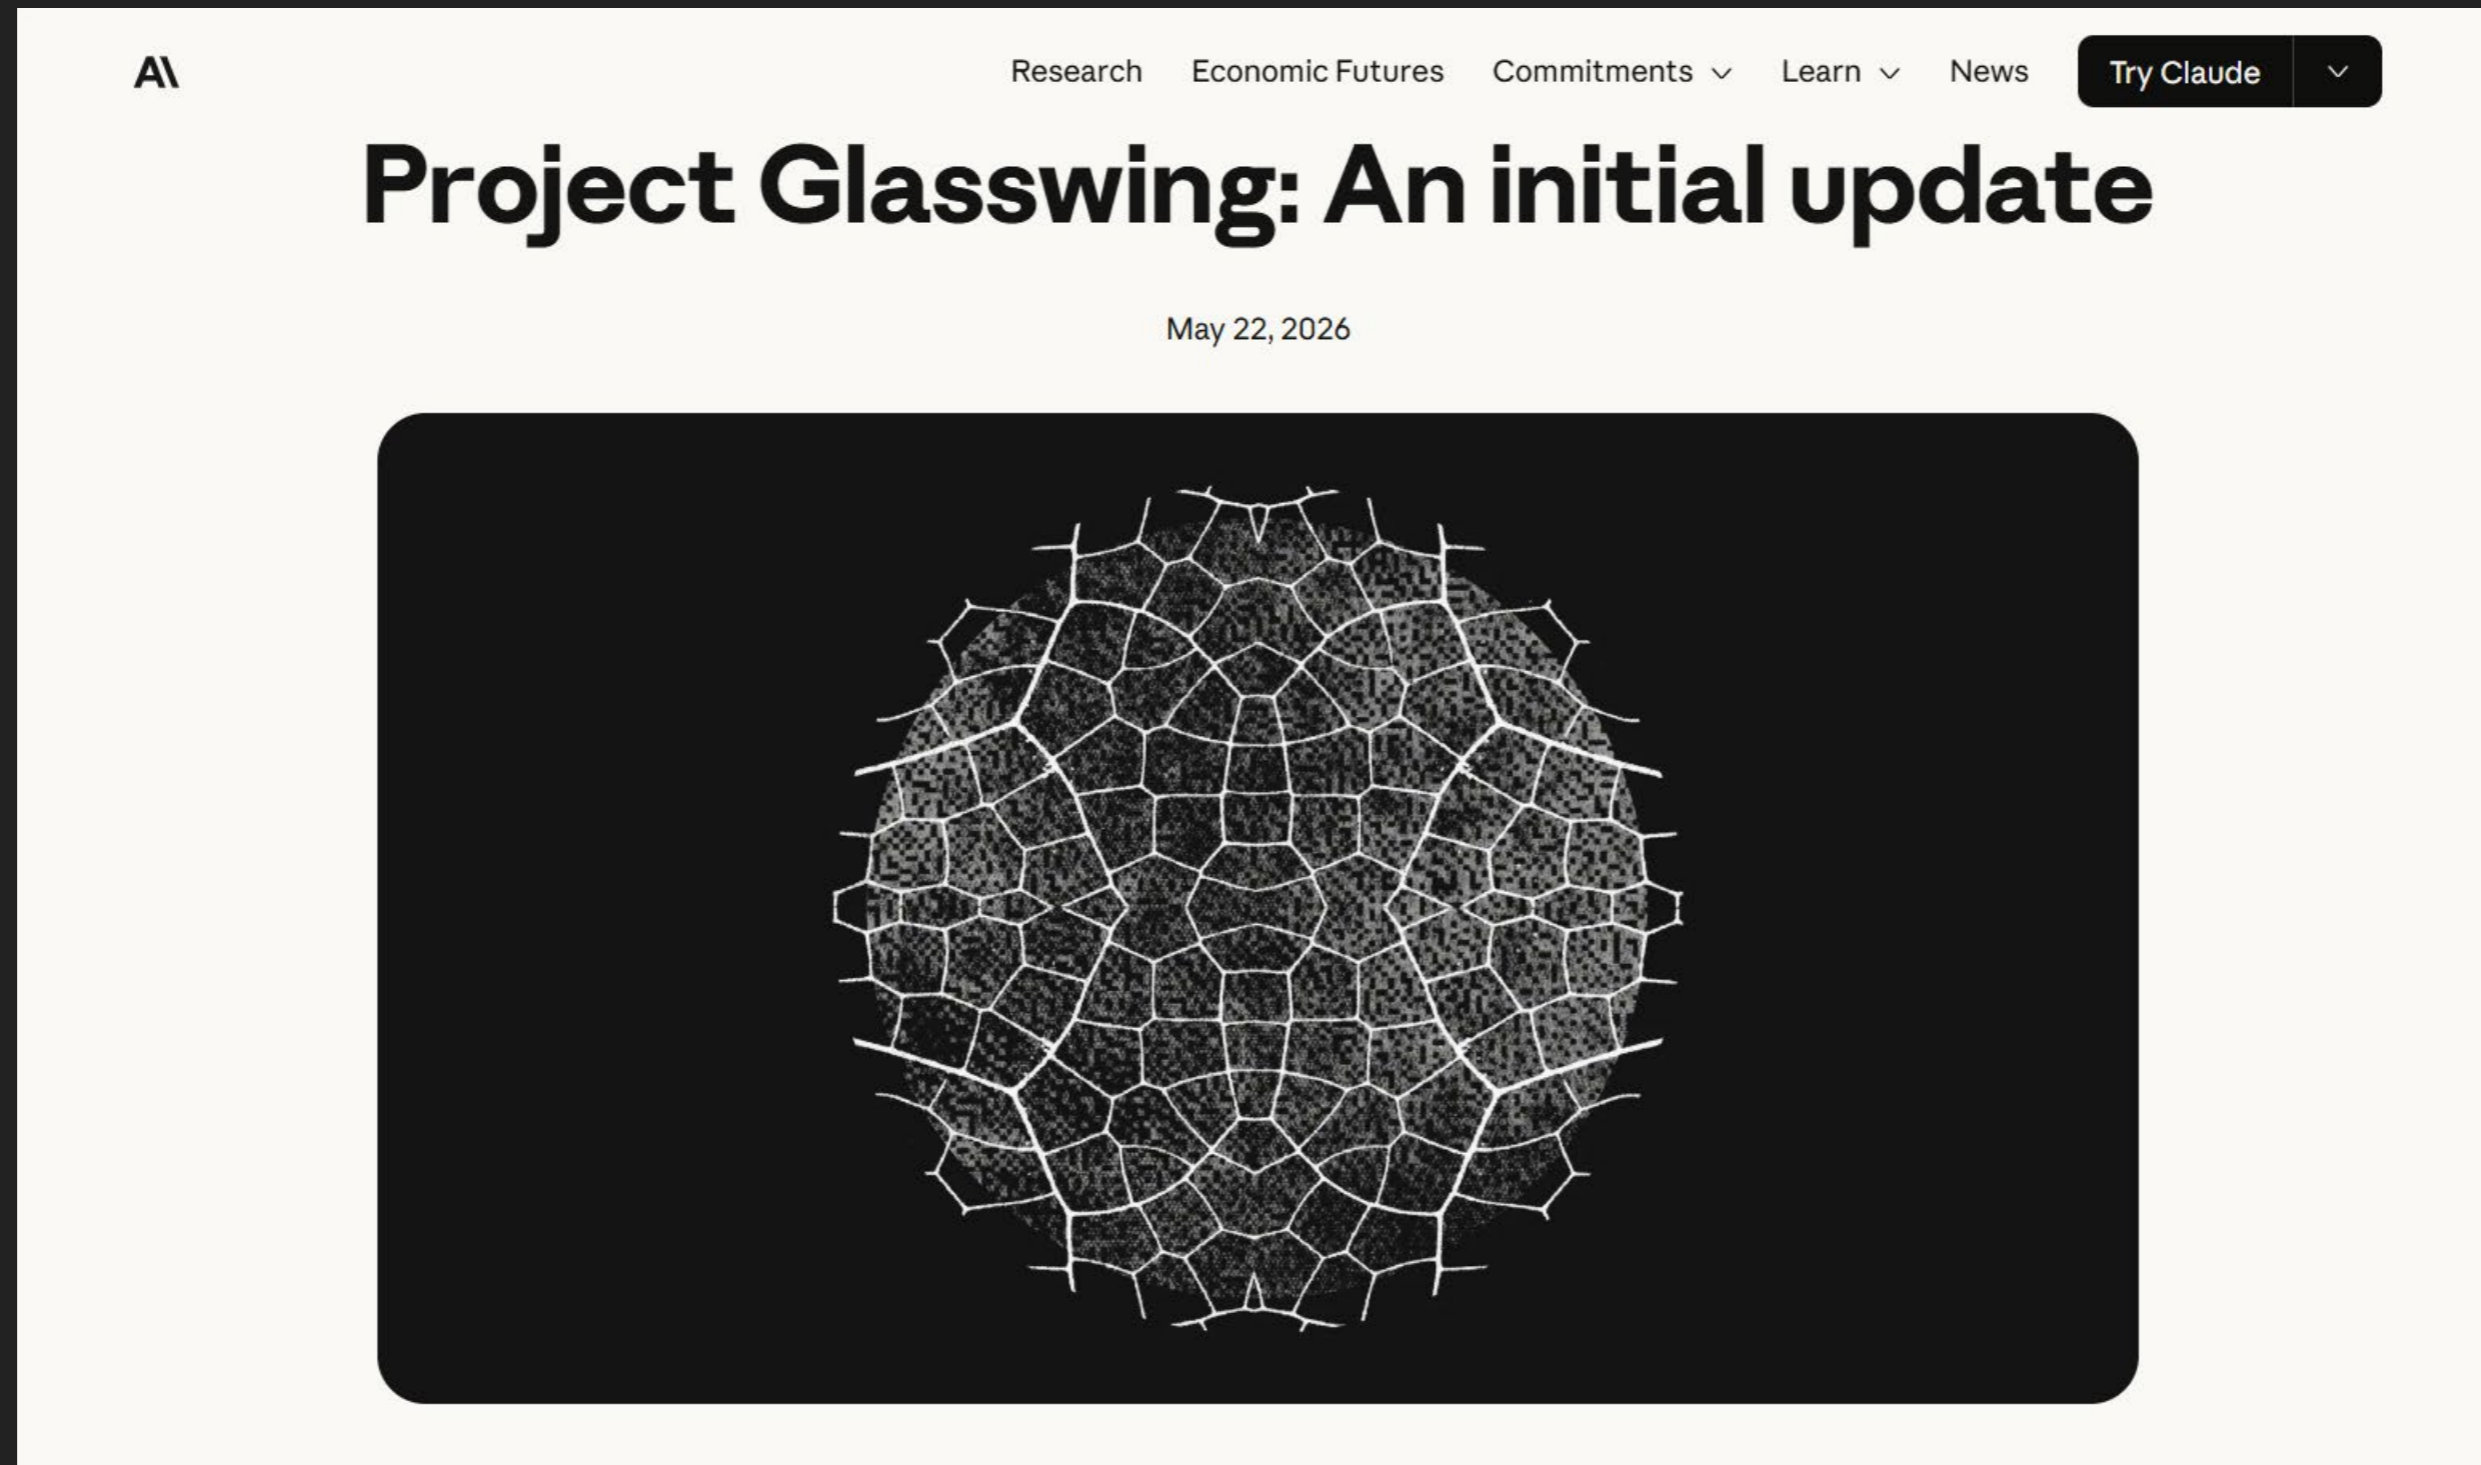 A\
Research Economic Futures Commitments Learn News Try Claude
Project Glasswing: An initial update
May 22, 2026